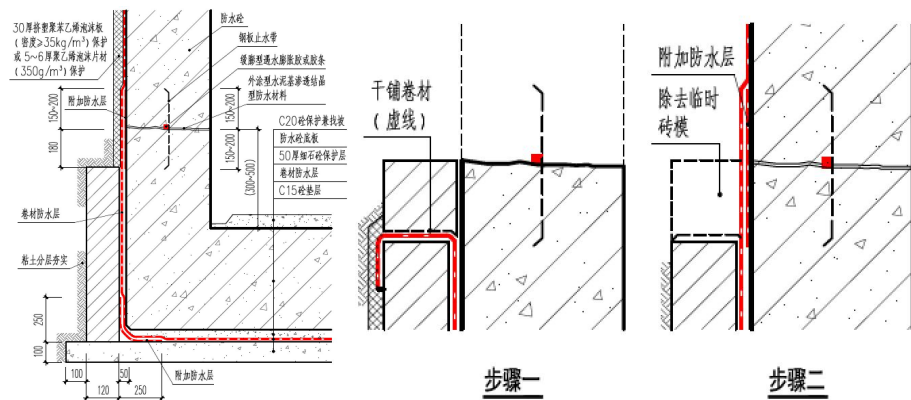 30厚挤塑聚苯乙烯泡沫板
(密度≥35kg/m³)保护
或 5~6厚聚乙烯泡沫片材
(350g/m³)保护
防水砼
钢板止水带
缓膨型遇水膨胀胶或胶条
外涂型水泥基渗透结晶
型防水材料
附加防水层
150~200
180
150~200
150~200
(300~500)
C20砼保护兼找坡
防水砼底板
50厚细石砼保护层
卷材防水层
C15砼垫层
卷材防水层
粘土分层夯实
250
100
100
120
50
250
附加防水层
干铺卷材
(虚线)
步骤一
附加防水层
除去临时
砖模
步骤二